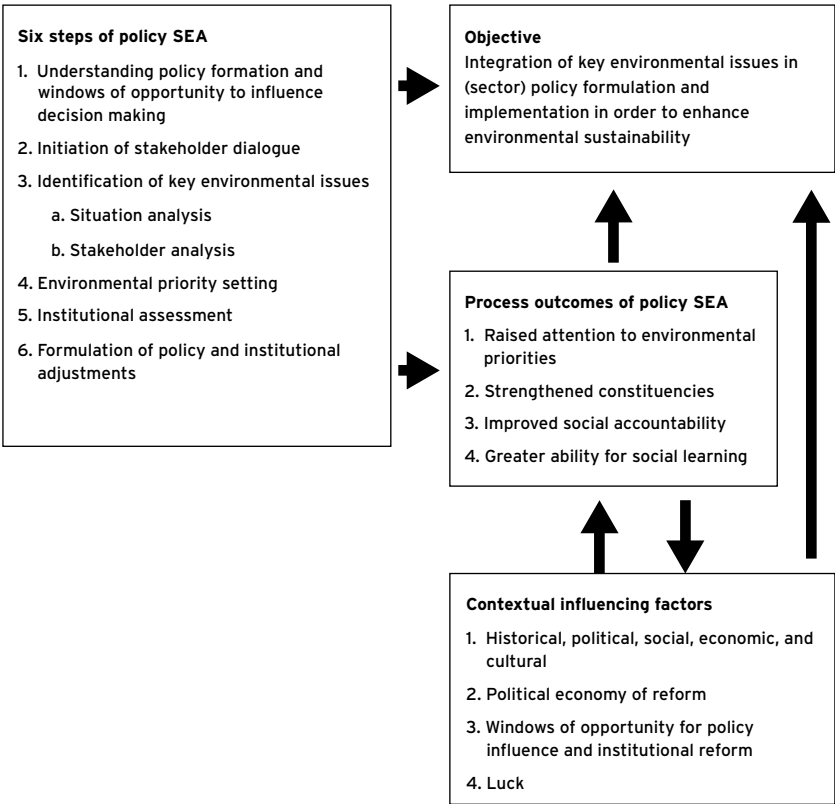 Six steps of policy SEA
1. Understanding policy formation and
windows of opportunity to influence
decision making
2. Initiation of stakeholder dialogue
3. Identification of key environmental issues
a. Situation analysis
b. Stakeholder analysis
4. Environmental priority setting
5. Institutional assessment
6. Formulation of policy and institutional
adjustments
Objective
Integration of key environmental issues in
(sector) policy formulation and
implementation in order to enhance
environmental sustainability
Process outcomes of policy SEA
1. Raised attention to environmental
priorities
2. Strengthened constituencies
3. Improved social accountability
4. Greater ability for social learning
Contextual influencing factors
1. Historical, political, social, economic, and
cultural
2. Political economy of reform
3. Windows of opportunity for policy
influence and institutional reform
4. Luck